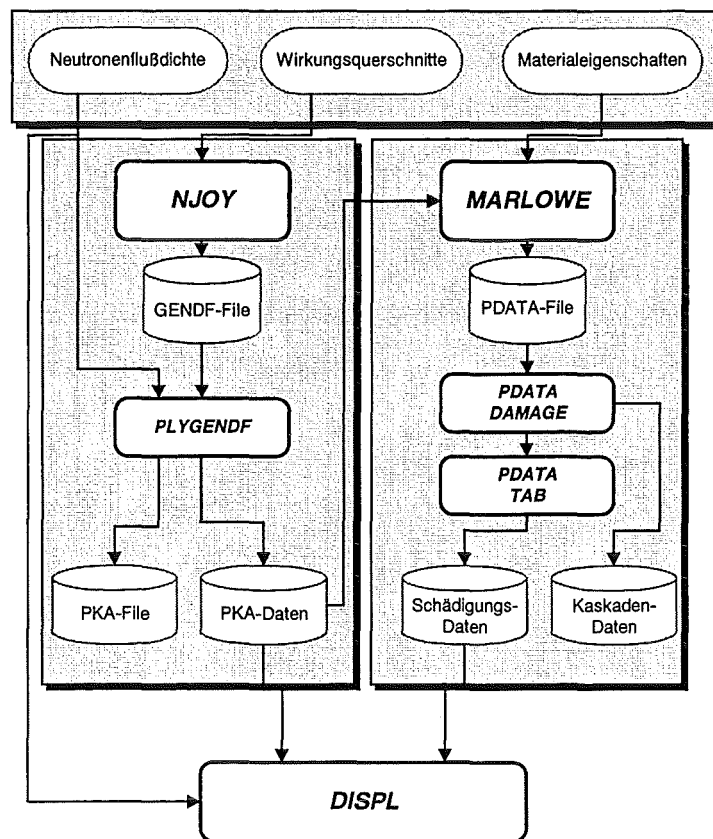 Neutronenflußdichte
Wirkungsquerschnitte
Materialeigenschaften
NJOY
MARLOWE
GENDF-File
PDATA-File
PLYGENDF
PDATA
DAMAGE
PDATA
TAB
PKA-File
PKA-Daten
Schädigungs-
Daten
Kaskaden-
Daten
DISPL